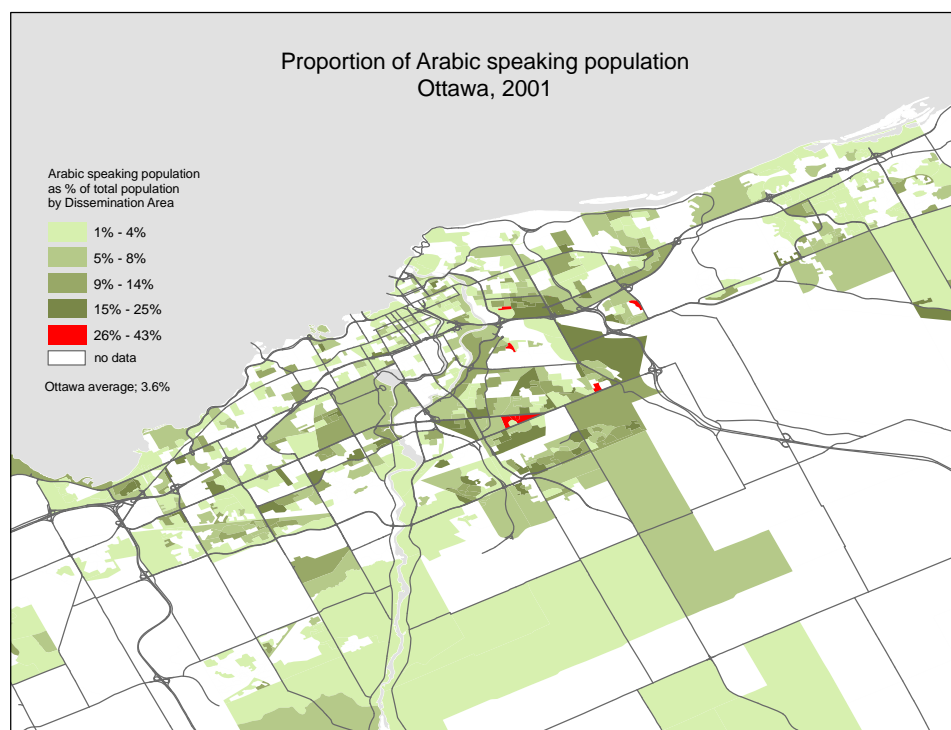 Proportion of Arabic speaking population
Ottawa, 2001
Arabic speaking population
as % of total population
by Dissemination Area
1% - 4%
5% - 8%
9% - 14%
15% - 25%
26% - 43%
no data
Ottawa average; 3.6%